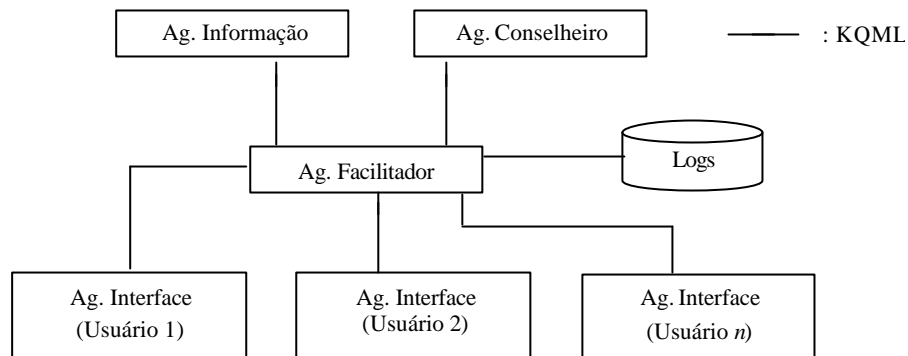 Ag. Informação
Ag. Conselheiro
: KQML
Ag. Facilitador
Logs
Ag. Interface
(Usuário 1)
Ag. Interface
(Usuário 2)
Ag. Interface
(Usuário n)